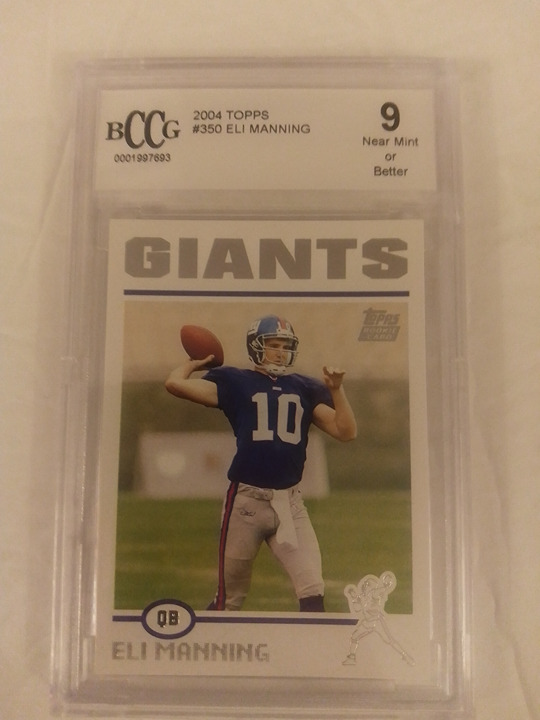 BCCG
0001997693
2004 TOPPS
#350 ELI MANNING
9
Near Mint
or
Better
GIANTS
Topps
ROOKIE
CARD
10
QB
ELI MANNING